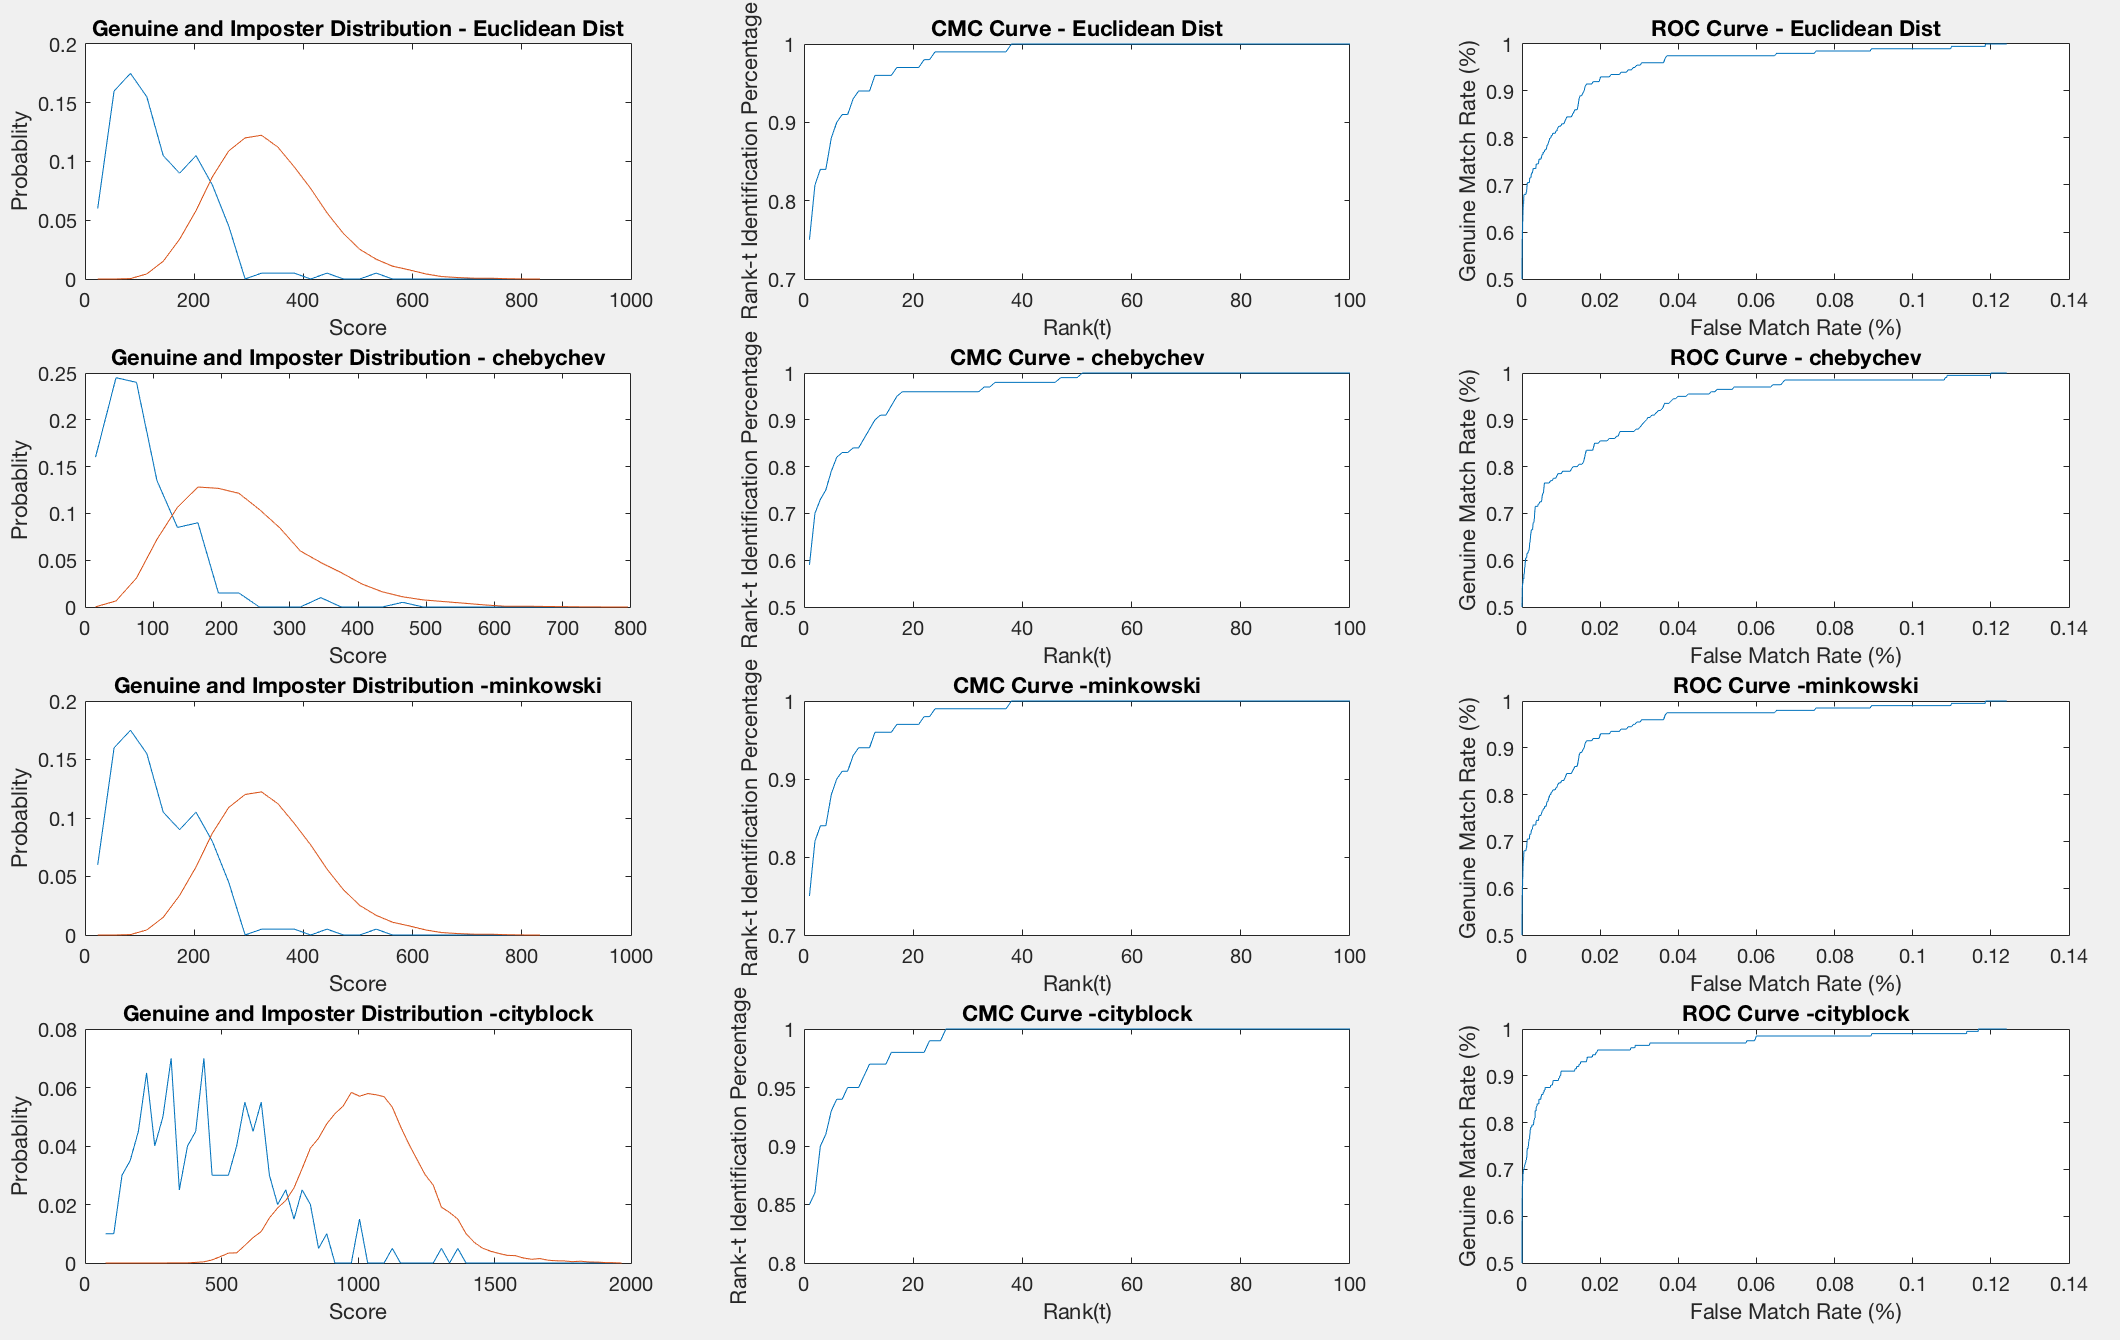 Genuine and Imposter Distribution - Euclidean Dist
0.2
0.15
0.1
0.05
0
Probablity
0 200 400 600 800 1000
Score
CMC Curve - Euclidean Dist
1
0.9
0.8
0.7
Rank-t Identification Percentage
0 20 40 60 80 100
Rank(t)
ROC Curve - Euclidean Dist
1
0.9
0.8
0.7
0.6
0.5
Genuine Match Rate (%)
0 0.02 0.04 0.06 0.08 0.1 0.12 0.14
False Match Rate (%)
Genuine and Imposter Distribution - chebychev
0.25
0.2
0.15
0.1
0.05
0
Probablity
0 100 200 300 400 500 600 700 800
Score
CMC Curve - chebychev
1
0.9
0.8
0.7
0.6
0.5
Rank-t Identification Percentage
0 20 40 60 80 100
Rank(t)
ROC Curve - chebychev
1
0.9
0.8
0.7
0.6
0.5
Genuine Match Rate (%)
0 0.02 0.04 0.06 0.08 0.1 0.12 0.14
False Match Rate (%)
Genuine and Imposter Distribution -minkowski
0.2
0.15
0.1
0.05
0
Probablity
0 200 400 600 800 1000
Score
CMC Curve -minkowski
1
0.9
0.8
0.7
Rank-t Identification Percentage
0 20 40 60 80 100
Rank(t)
ROC Curve -minkowski
1
0.9
0.8
0.7
0.6
0.5
Genuine Match Rate (%)
0 0.02 0.04 0.06 0.08 0.1 0.12 0.14
False Match Rate (%)
Genuine and Imposter Distribution -cityblock
0.08
0.06
0.04
0.02
0
Probablity
0 500 1000 1500 2000
Score
CMC Curve -cityblock
1
0.95
0.9
0.85
0.8
Rank-t Identification Percentage
0 20 40 60 80 100
Rank(t)
ROC Curve -cityblock
1
0.9
0.8
0.7
0.6
0.5
Genuine Match Rate (%)
0 0.02 0.04 0.06 0.08 0.1 0.12 0.14
False Match Rate (%)